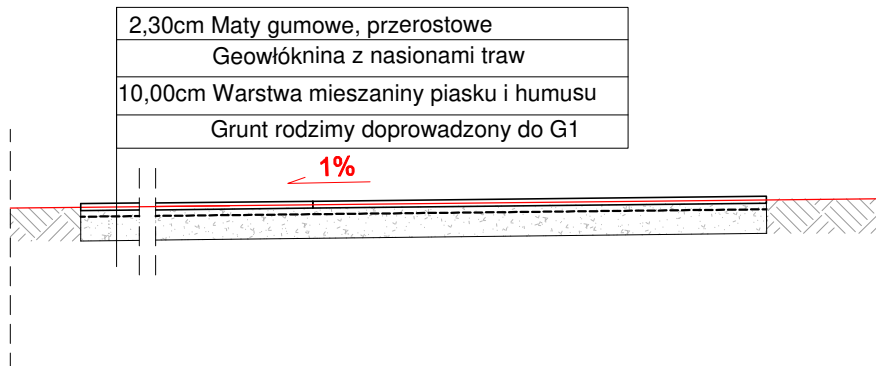 2,30cm Maty gumowe, przerostowe
Geowłóknina z nasionami traw
10,00cm Warstwa mieszaniny piasku i humusu
Grunt rodzimy doprowadzony do G1
1%